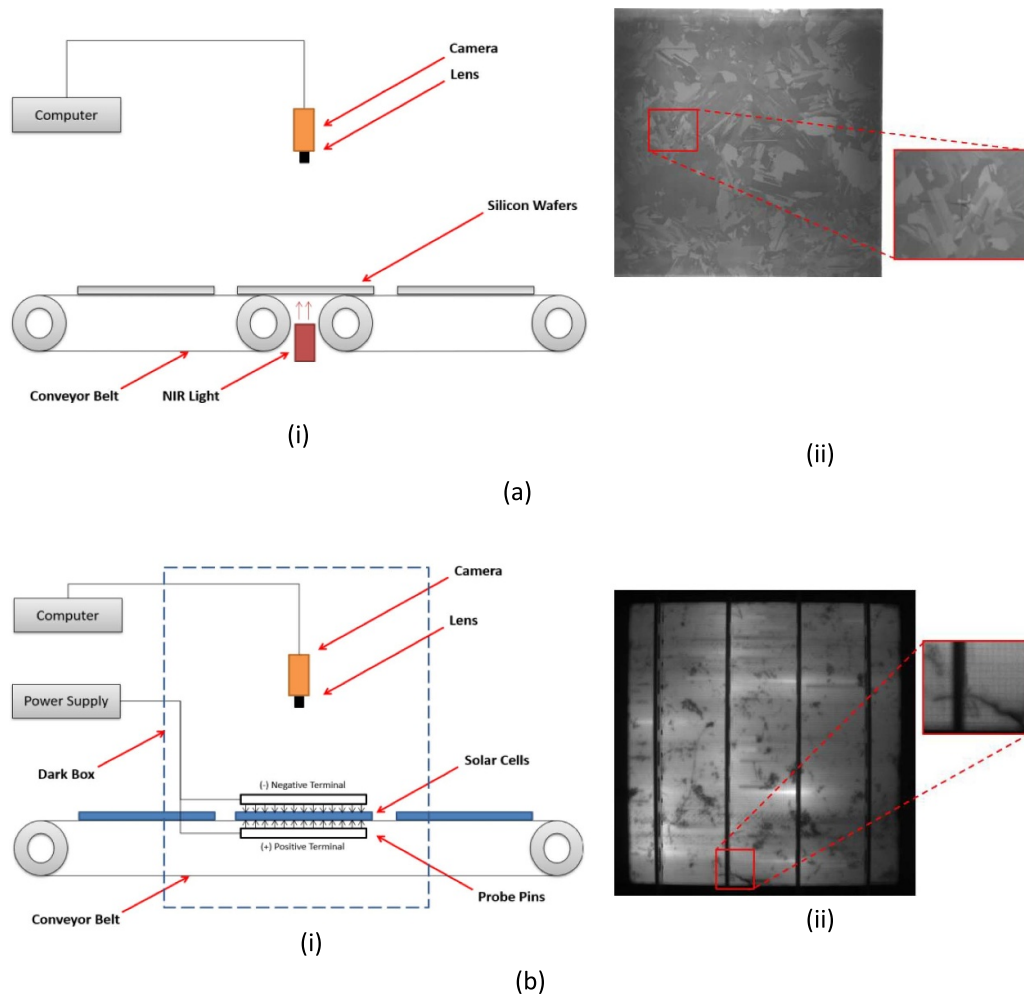 Camera
Lens
Computer
Silicon Wafers
Conveyor Belt
NIR Light
(i)
(ii)
(a)
Camera
Computer
Lens
Power Supply
Dark Box
(-) Negative Terminal
Solar Cells
(+) Positive Terminal
Probe Pins
Conveyor Belt
(i)
(ii)
(b)